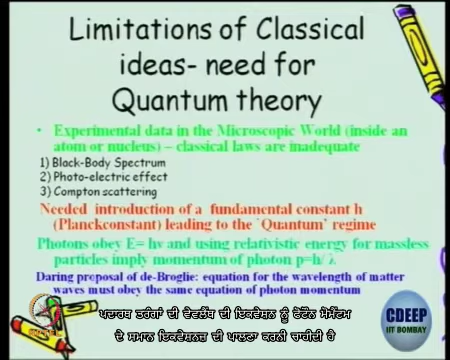 Limitations of Classical
ideas- need for
Quantum theory
• Experimental data in the Microscopic World (inside an
atom or nucleus) – classical laws are inadequate
1) Black-Body Spectrum
2) Photo-electric effect
3) Compton scattering
Needed introduction of a fundamental constant h
(Planckconstant) leading to the `Quantum' regime
Photons obey E= hν and using relativistic energy for massless
particles imply momentum of photon p=h/ λ
Daring proposal of de-Broglie: equation for the wavelength of matter
waves must obey the same equation of photon momentum
ਪਦਾਰਥ ਤਰੰਗਾਂ ਦੀ ਵੇਵਲੈਂਥ ਦੀ ਇਕਵੇਸ਼ਨ ਨੂੰ ਫੋਟੋਨ ਮੋਮੈਂਟਮ
ਦੇ ਸਮਾਨ ਇਕਵੇਸ਼ਨਜ਼ ਦੀ ਪਾਲਣਾ ਕਰਨੀ ਚਾਹੀਦੀ ਹੈ
CDEEP
IIT BOMBAY